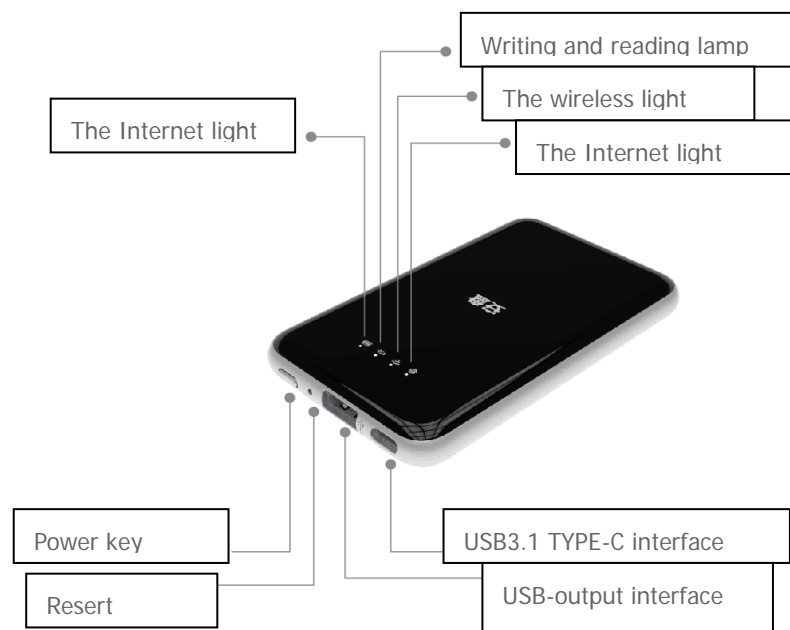 Writing and reading lamp
The wireless light
The Internet light
The Internet light
Power key
USB3.1 TYPE-C interface
Resert
USB-output interface